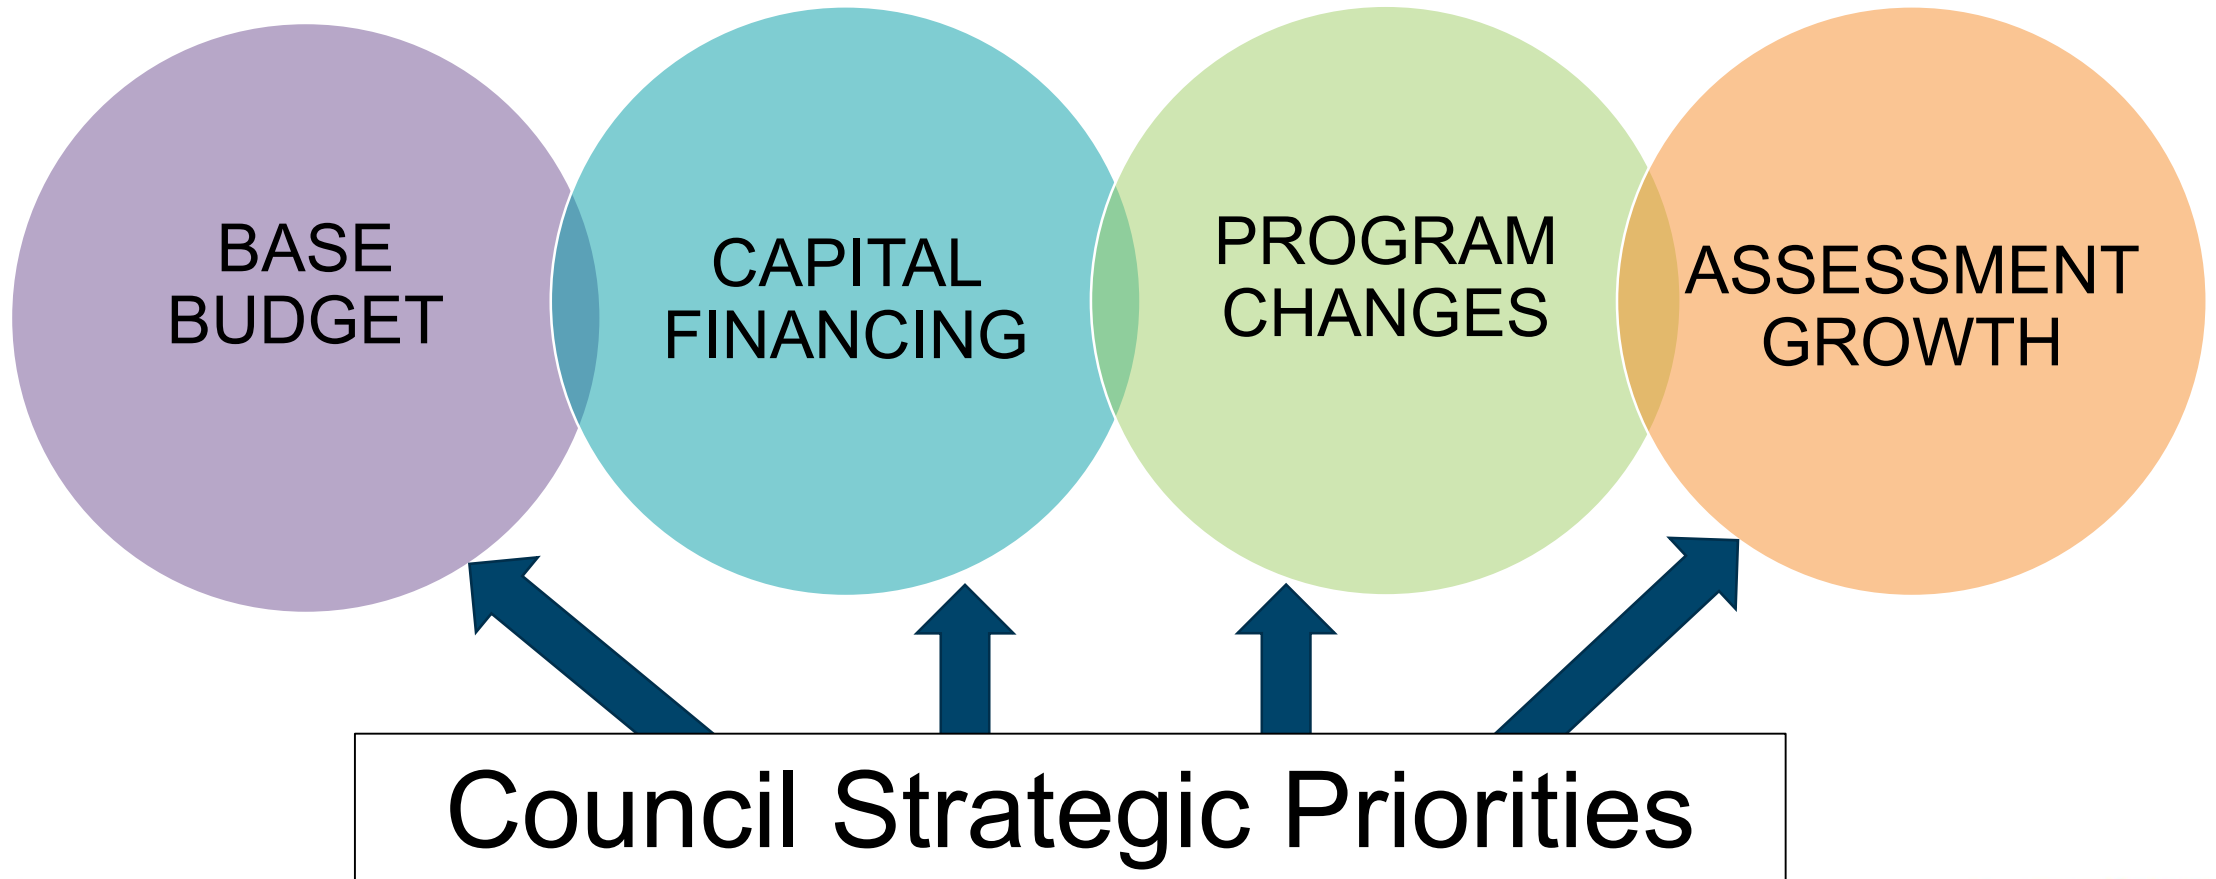 BASE
BUDGET
CAPITAL
FINANCING
PROGRAM
CHANGES
ASSESSMENT
GROWTH
Council Strategic Priorities